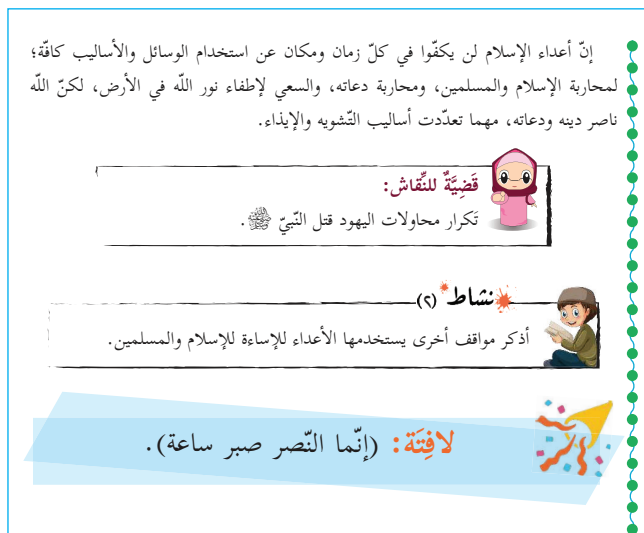 إنّ أعداء الإسلام لن يكفّوا في كلّ زمان ومكان عن استخدام الوسائل والأساليب كافّة؛
لمحاربة الإسلام والمسلمين، ومحاربة دعاته، والسعي لإطفاء نور اللّه في الأرض، لكنّ اللّه
ناصر دينه ودعاته، مهما تعدّدت أساليب التّشويه والإيذاء.
قَضِيَّةٌ للنِّقاش:
تَكرار محاولات اليهود قتل النّبيّ ﷺ.
نشاط (٢)
أذكر مواقف أخرى يستخدمها الأعداء للإساءة للإسلام والمسلمين.
لافِتَة: (إنّما النّصر صبر ساعة).